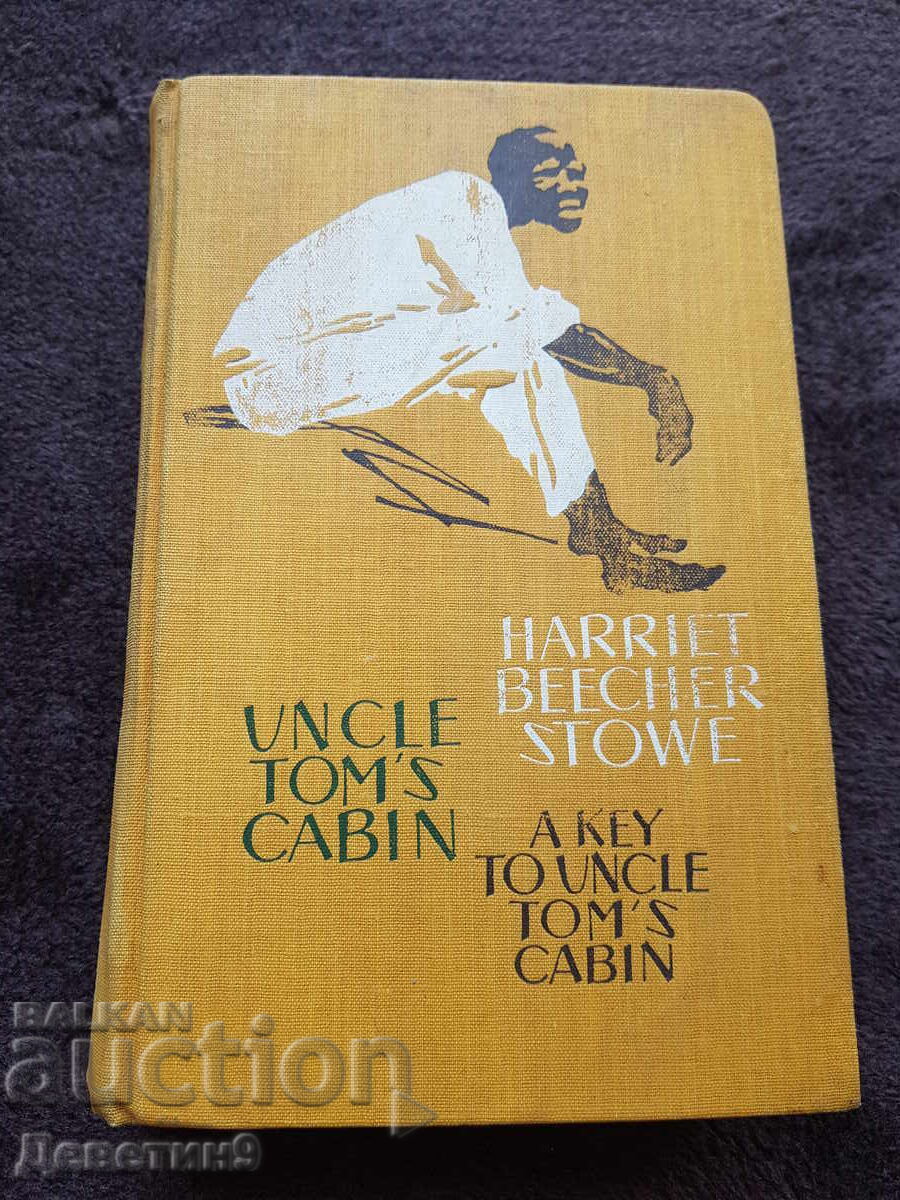 HARRIET
BEECHER
STOWE
UNCLE
TOM'S
CABIN
A KEY
TO UNCLE
TOM'S
CABIN
BALKAN
auction
Деветин9